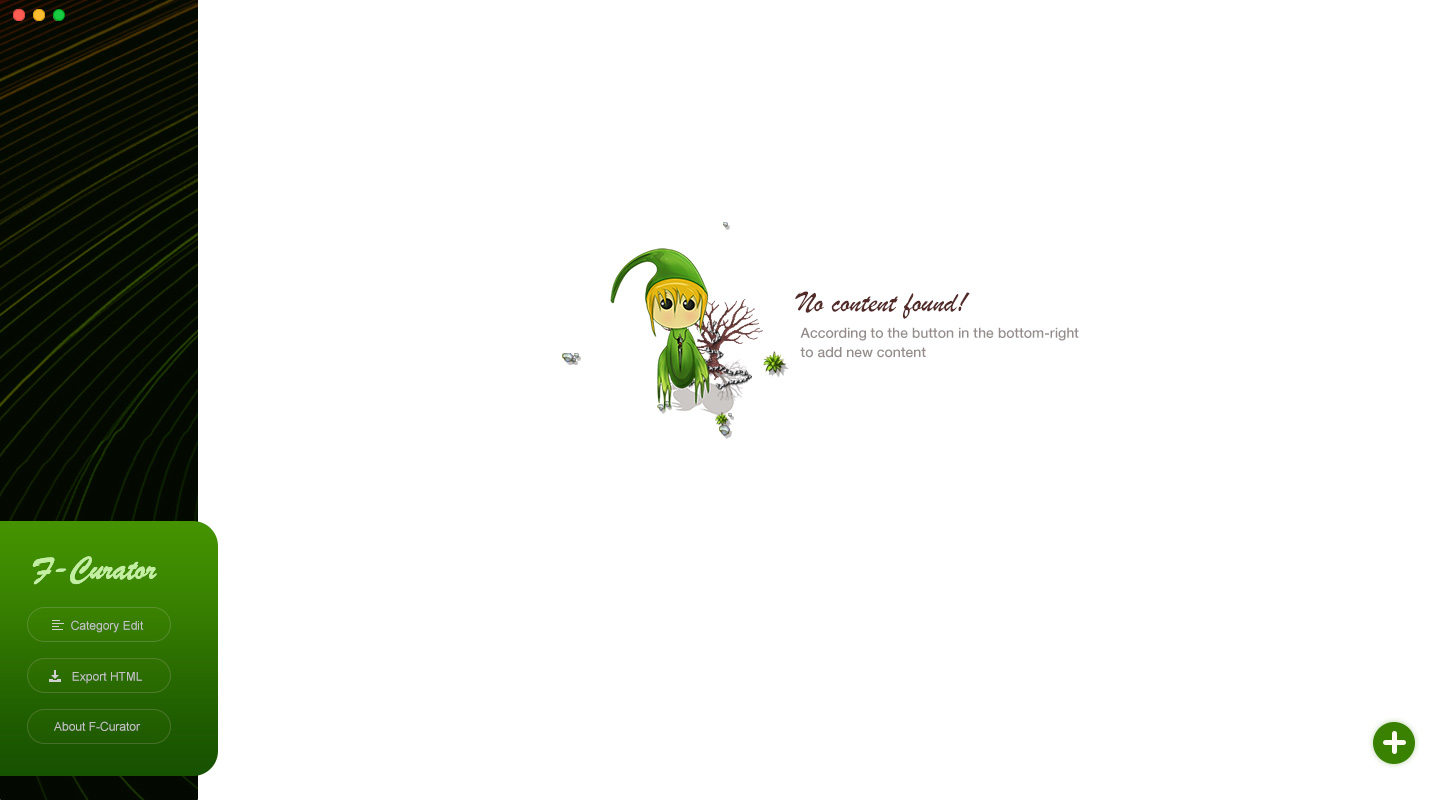 No content found!
According to the button in the bottom-right
to add new content
F-Curator
Category Edit
Export HTML
About F-Curator